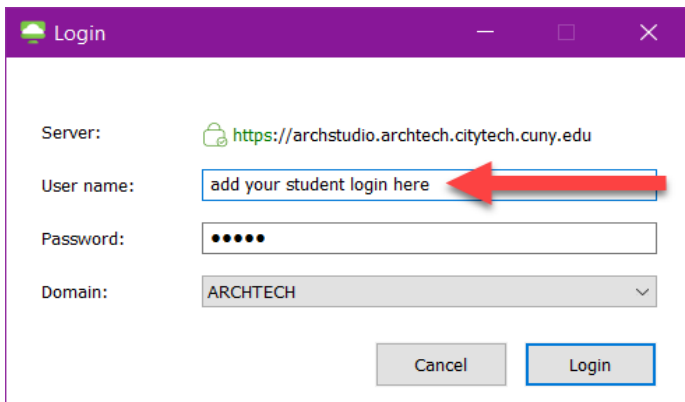 Login
Server: https://archstudio.archtech.citytech.cuny.edu
User name: add your student login here
Password: •••••
Domain: ARCHTECH
Cancel Login